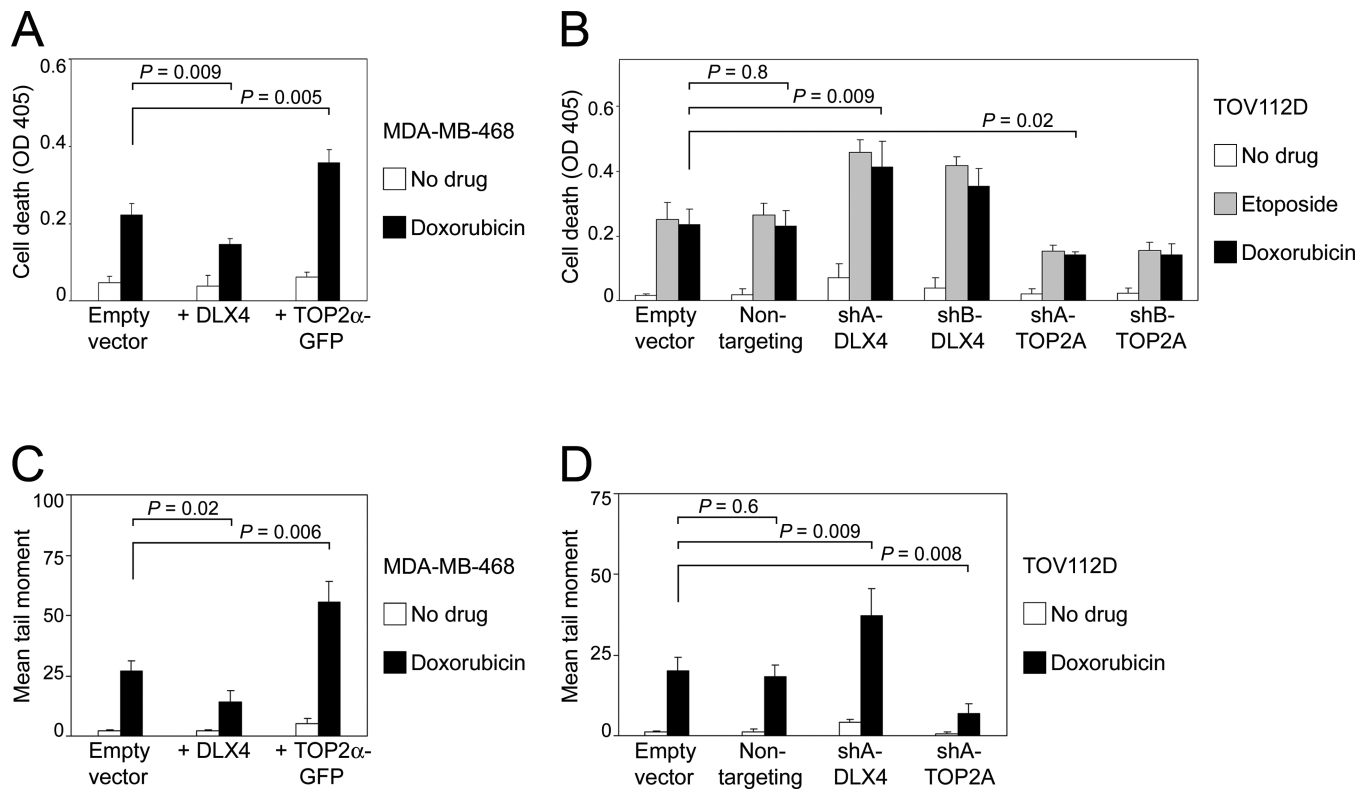 A
Cell death (OD 405)
0.6
0.4
0.2
0
P = 0.009
P = 0.005
Empty
vector
+ DLX4
+ TOP2α-
GFP
MDA-MB-468
No drug
Doxorubicin
B
Cell death (OD 405)
0.6
0.4
0.2
0
P = 0.8
P = 0.009
P = 0.02
Empty
vector
Non-
targeting
shA-
DLX4
shB-
DLX4
shA-
TOP2A
shB-
TOP2A
TOV112D
No drug
Etoposide
Doxorubicin
C
Mean tail moment
100
75
50
25
0
P = 0.02
P = 0.006
Empty
vector
+ DLX4
+ TOP2α-
GFP
MDA-MB-468
No drug
Doxorubicin
D
Mean tail moment
75
50
25
0
P = 0.6
P = 0.009
P = 0.008
Empty
vector
Non-
targeting
shA-
DLX4
shA-
TOP2A
TOV112D
No drug
Doxorubicin